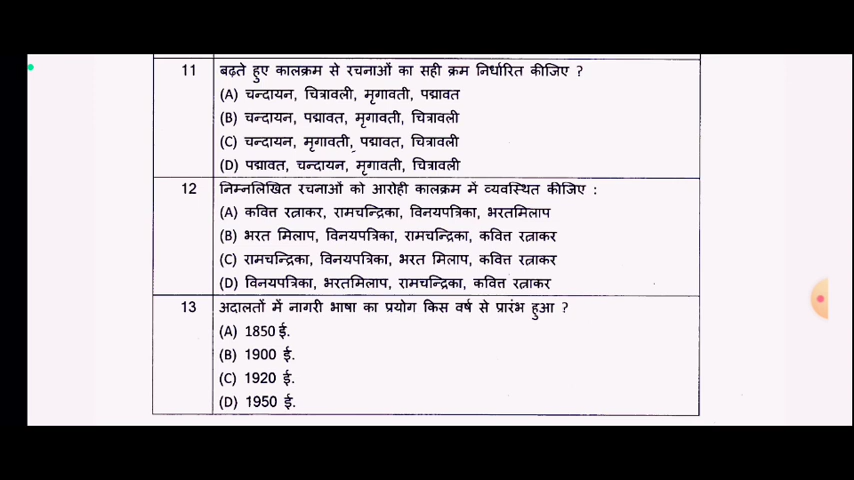 11 बढ़ते हुए कालक्रम से रचनाओं का सही क्रम निर्धारित कीजिए ?
(A) चन्दायन, चित्रावली, मृगावती, पद्मावत
(B) चन्दायन, पद्मावत, मृगावती, चित्रावली
(C) चन्दायन, मृगावती, पद्मावत, चित्रावली
(D) पद्मावत, चन्दायन, मृगावती, चित्रावली
12 निम्नलिखित रचनाओं को आरोही कालक्रम में व्यवस्थित कीजिए :
(A) कवित्त रत्नाकर, रामचन्द्रिका, विनयपत्रिका, भरतमिलाप
(B) भरत मिलाप, विनयपत्रिका, रामचन्द्रिका, कवित्त रत्नाकर
(C) रामचन्द्रिका, विनयपत्रिका, भरत मिलाप, कवित्त रत्नाकर
(D) विनयपत्रिका, भरतमिलाप, रामचन्द्रिका, कवित्त रत्नाकर
13 अदालतों में नागरी भाषा का प्रयोग किस वर्ष से प्रारंभ हुआ ?
(A) 1850 ई.
(B) 1900 ई.
(C) 1920 ई.
(D) 1950 ई.